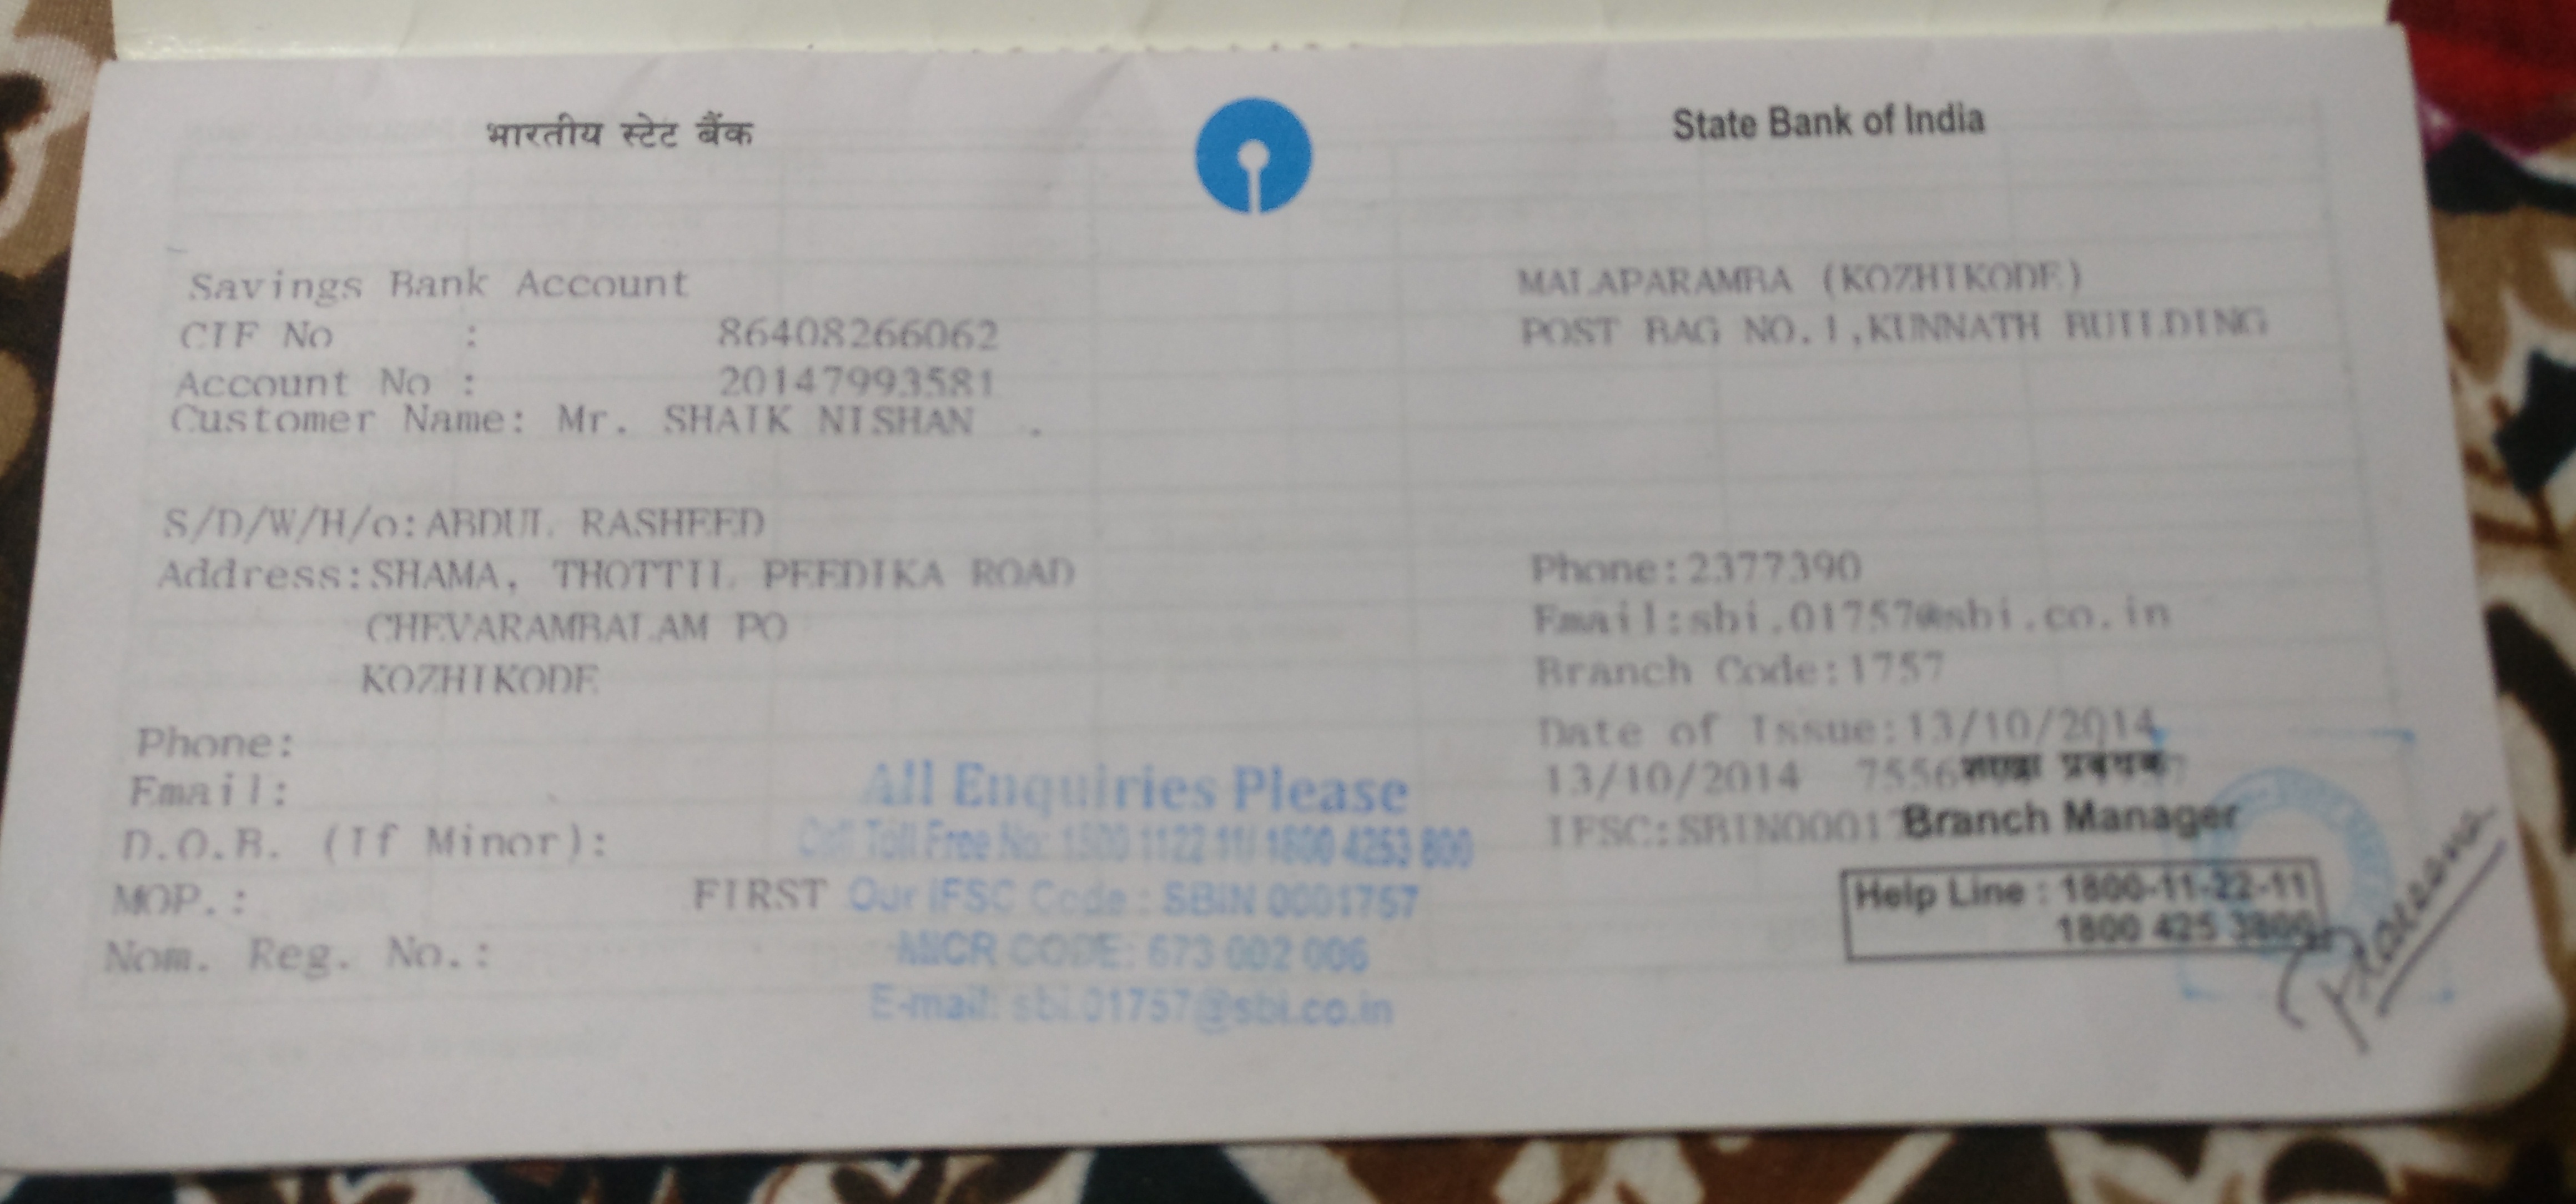 भारतीय स्टेट बैंक
State Bank of India
Savings Bank Account
CIF No : 86408266062
Account No : 20147993581
Customer Name: Mr. SHAIK NISHAN .
S/D/W/H/o: ABDUL RASHEED
Address: SHAMA, THOTTIL PEEDIKA ROAD
CHEVARAMBALAM PO
KOZHIKODE
Phone:
Email:
D.O.B. (If Minor):
MOP.: FIRST
Nom. Reg. No.:
MALAPARAMBA (KOZHIKODE)
POST BAG NO.1,KUNNATH BUILDING
Phone:2377390
Email:sbi.01757@sbi.co.in
Branch Code:1757
Date of Issue:13/10/2014
13/10/2014 7556
शाखा प्रबंधक
IFSC:SBIN0001
Branch Manager
Help Line : 1800-11-22-11
1800 425 3800
All Enquiries Please
Call Toll Free No: 1800 1122 11/ 1800 4253 800
Our IFSC Code : SBIN 0001757
MICR CODE: 673 002 006
E-mail: sbi.01757@sbi.co.in